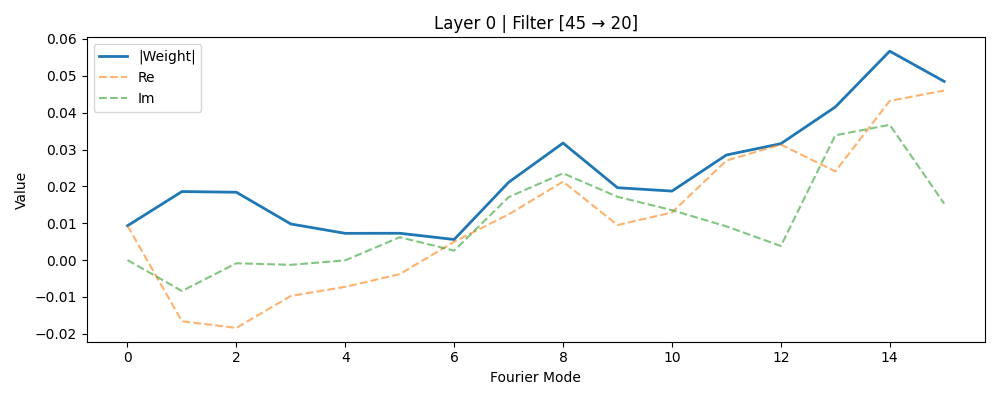 Layer 0 | Filter [45 → 20]
0.06
0.05
0.04
0.03
0.02
0.01
0.00
−0.01
−0.02
Value
|Weight|
Re
Im
0 2 4 6 8 10 12 14
Fourier Mode